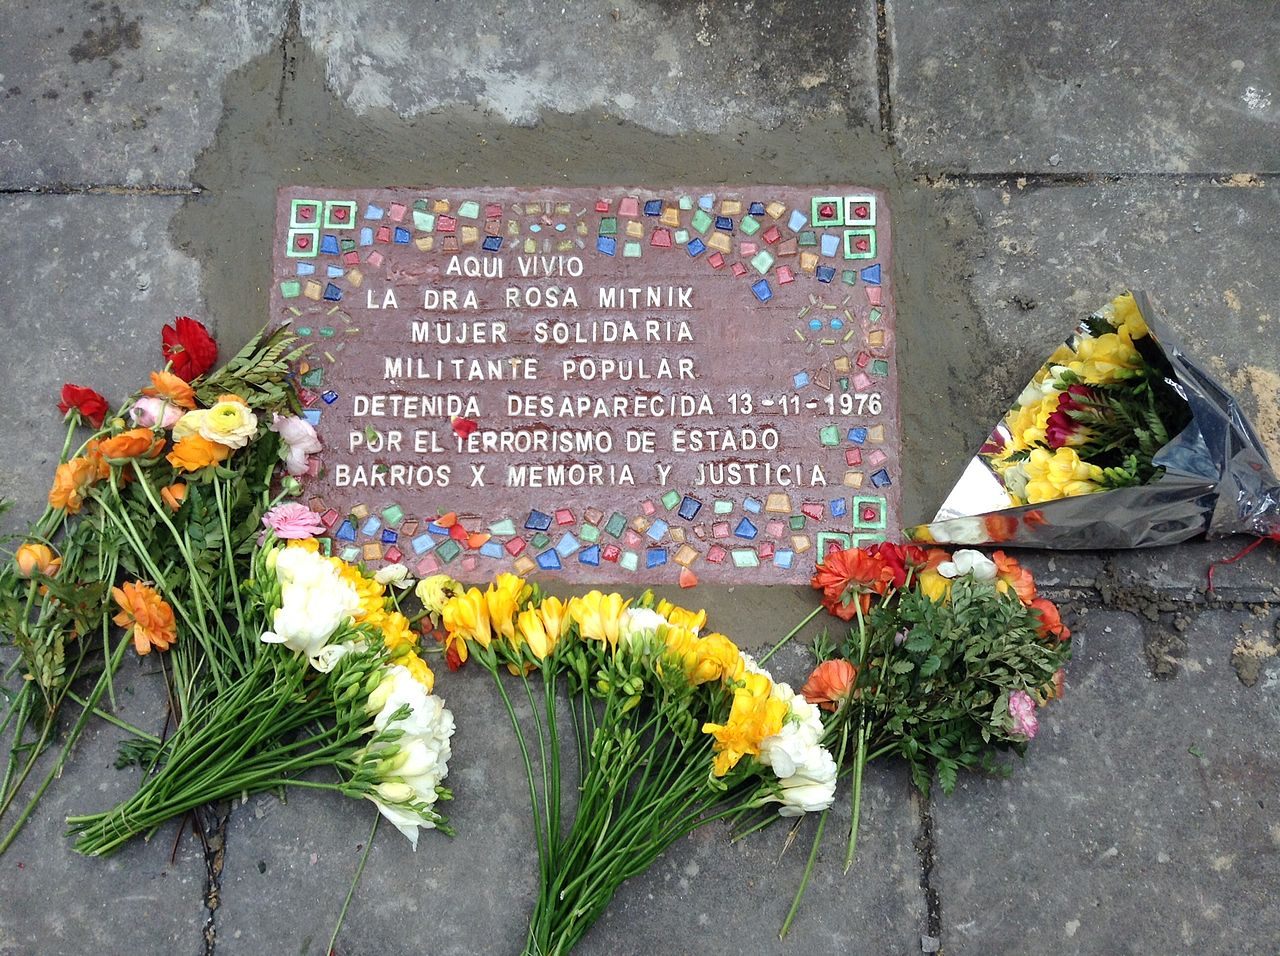 AQUI VIVIO
LA DRA ROSA MITNIK
MUJER SOLIDARIA
MILITANTE POPULAR
DETENIDA DESAPARECIDA 13-11-1976
POR EL TERRORISMO DE ESTADO
BARRIOS X MEMORIA Y JUSTICIA